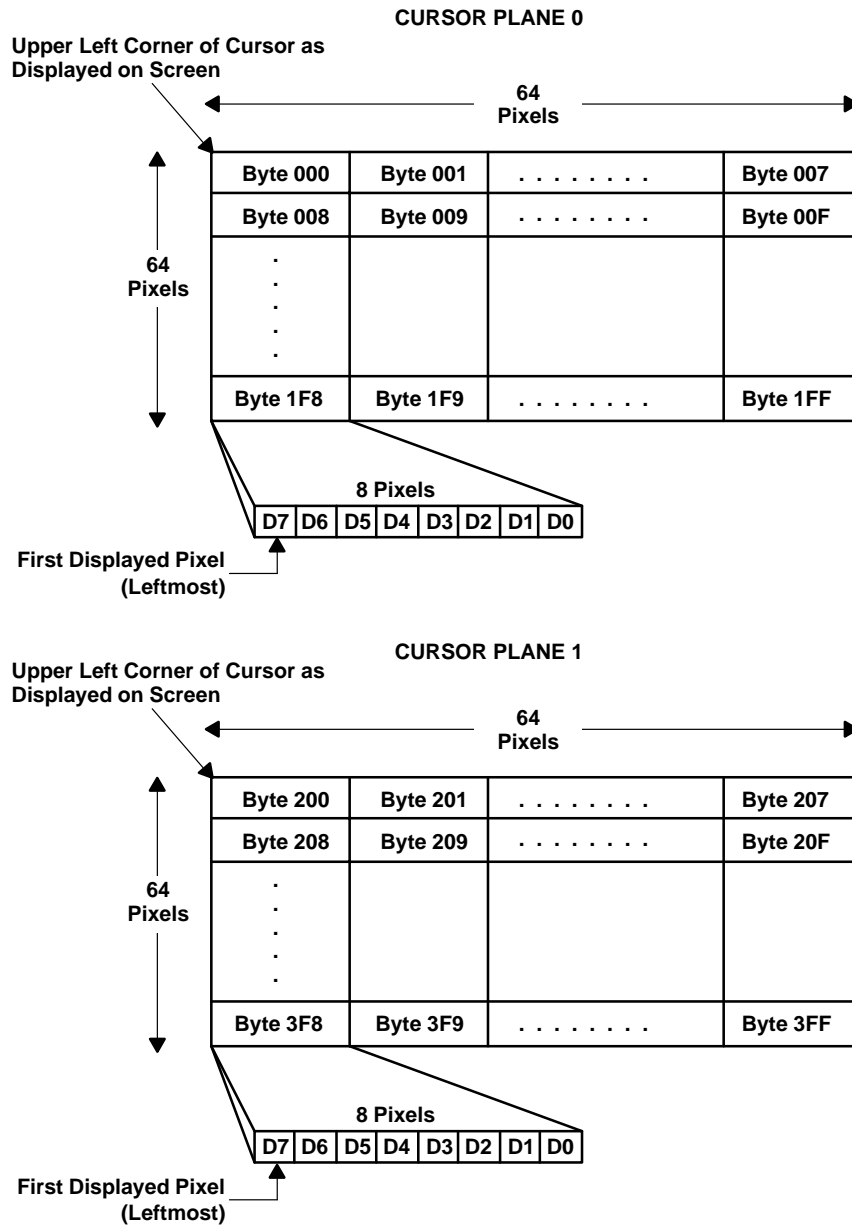 CURSOR PLANE 0
Upper Left Corner of Cursor as
Displayed on Screen
64
Pixels
Byte 000 Byte 001 . . . . . . . . Byte 007
Byte 008 Byte 009 . . . . . . . . Byte 00F
64
Pixels
.
.
.
.
.
Byte 1F8 Byte 1F9 . . . . . . . . Byte 1FF
8 Pixels
D7 D6 D5 D4 D3 D2 D1 D0
First Displayed Pixel
(Leftmost)
CURSOR PLANE 1
Upper Left Corner of Cursor as
Displayed on Screen
64
Pixels
Byte 200 Byte 201 . . . . . . . . Byte 207
Byte 208 Byte 209 . . . . . . . . Byte 20F
64
Pixels
.
.
.
.
.
Byte 3F8 Byte 3F9 . . . . . . . . Byte 3FF
8 Pixels
D7 D6 D5 D4 D3 D2 D1 D0
First Displayed Pixel
(Leftmost)